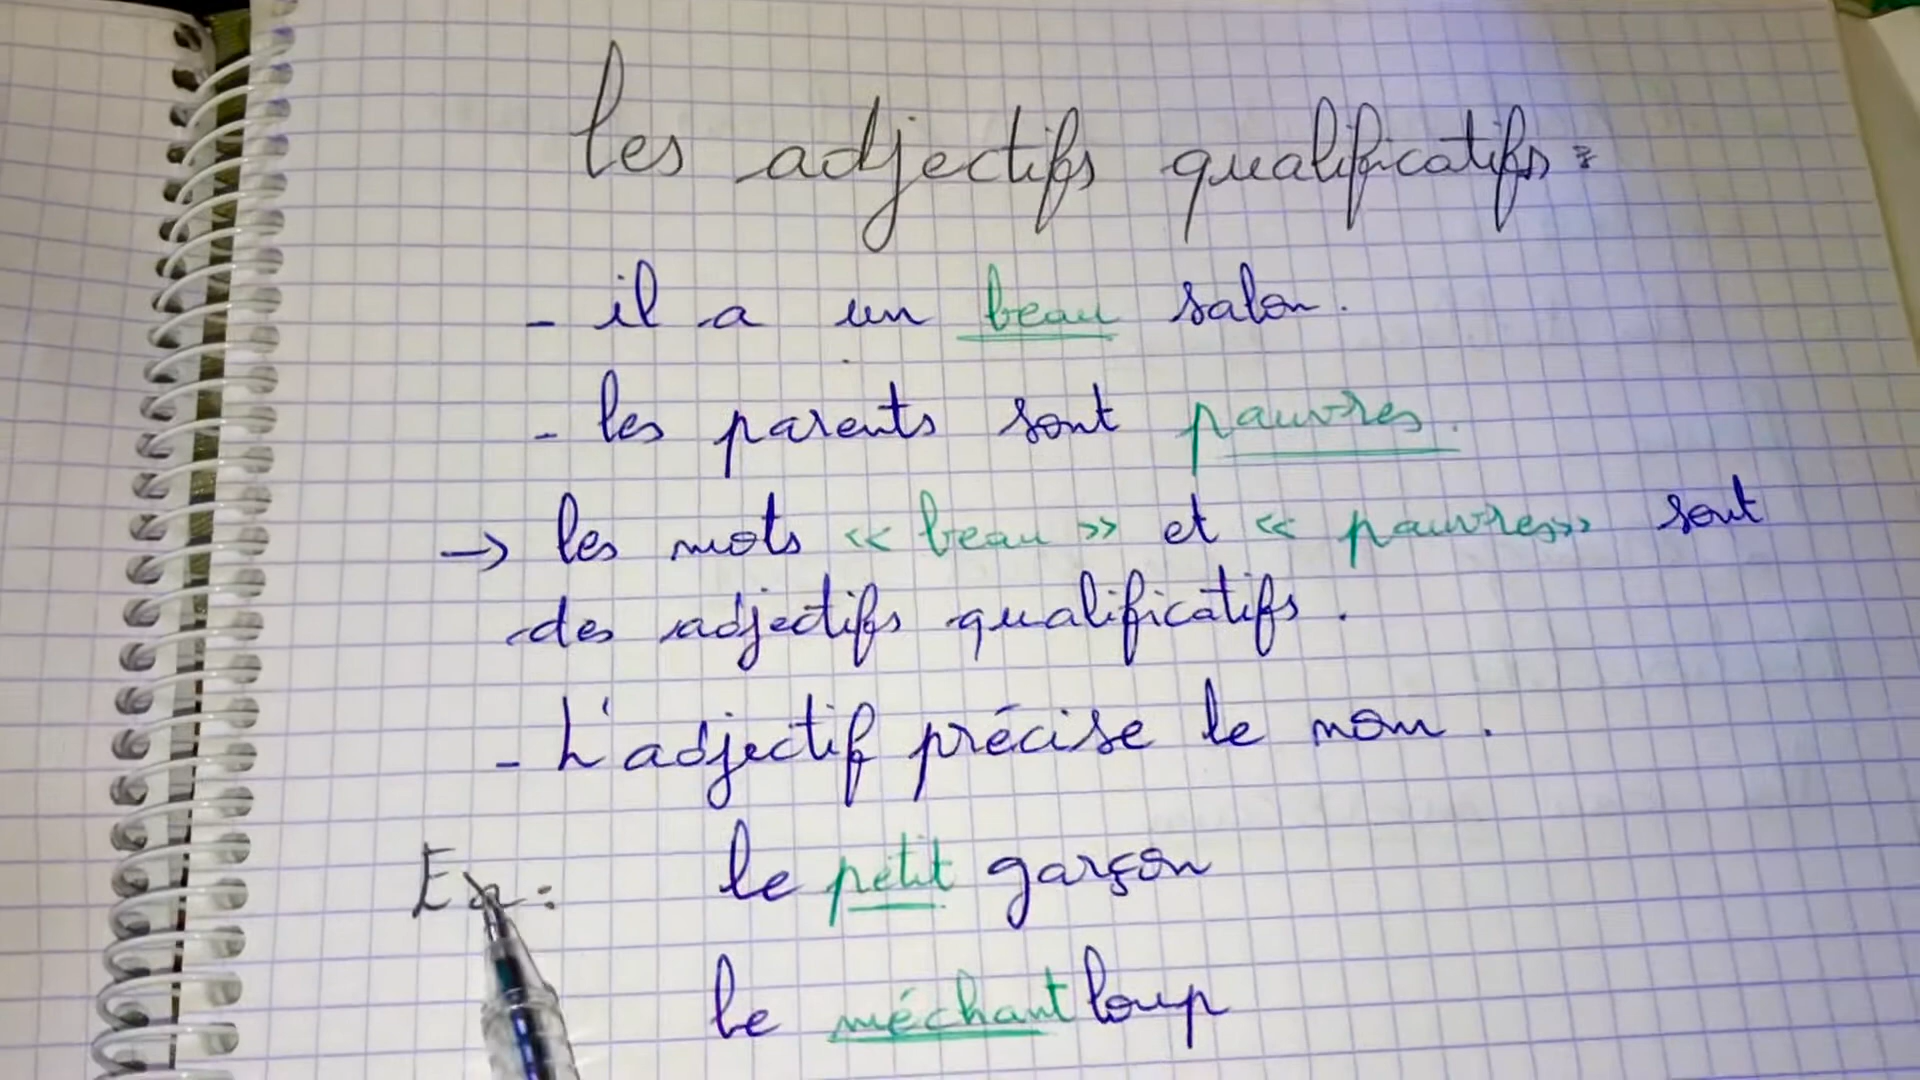 les adjectifs qualificatifs :
- il a un beau salon.
- les parents sont pauvres.
→ les mots « beau » et « pauvres » sont
des adjectifs qualificatifs.
- L'adjectif précise le nom.
Ex : le petit garçon
le méchant loup